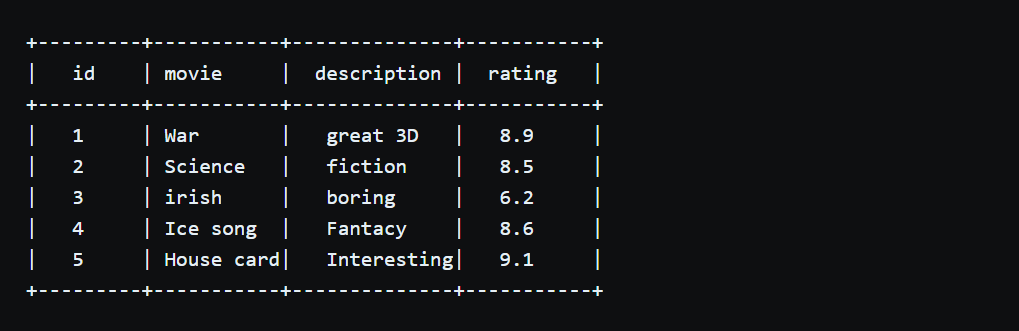 +---------+-----------+--------------+-----------+
|   id    | movie     |  description |  rating   |
+---------+-----------+--------------+-----------+
|   1     | War       |   great 3D   |   8.9     |
|   2     | Science   |   fiction    |   8.5     |
|   3     | irish     |   boring     |   6.2     |
|   4     | Ice song  |   Fantacy    |   8.6     |
|   5     | House card|   Interesting|   9.1     |
+---------+-----------+--------------+-----------+